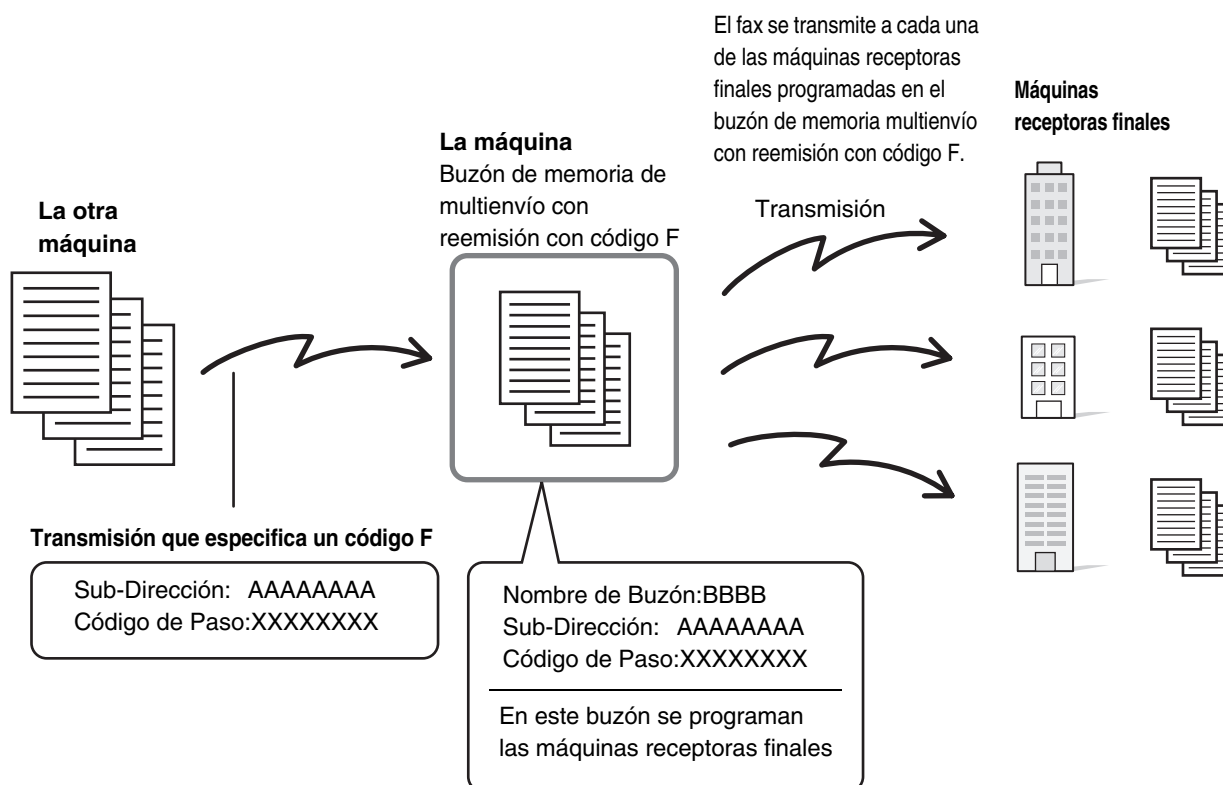 El fax se transmite a cada una
de las máquinas receptoras
finales programadas en el
buzón de memoria multienvío
con reemisión con código F.
Máquinas
receptoras finales
La máquina
Buzón de memoria de
multienvío con
reemisión con código F
La otra
máquina
Transmisión
Transmisión que especifica un código F
Sub-Dirección: AAAAAAAA
Código de Paso:XXXXXXXX
Nombre de Buzón:BBBB
Sub-Dirección: AAAAAAAA
Código de Paso:XXXXXXXX
En este buzón se programan
las máquinas receptoras finales